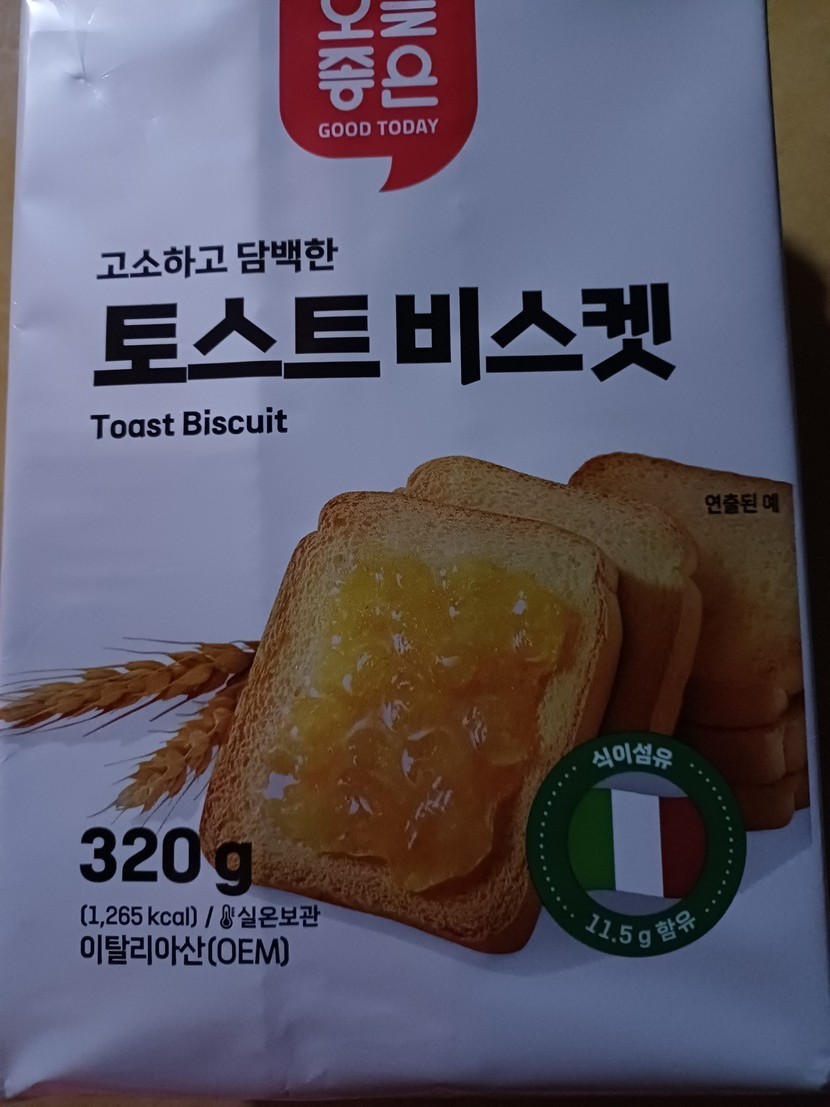 오늘
좋은
GOOD TODAY
고소하고 담백한
토스트 비스켓
Toast Biscuit
연출된 예
식이섬유
11.5 g 함유
320 g
(1,265 kcal) / 실온보관
이탈리아산(OEM)